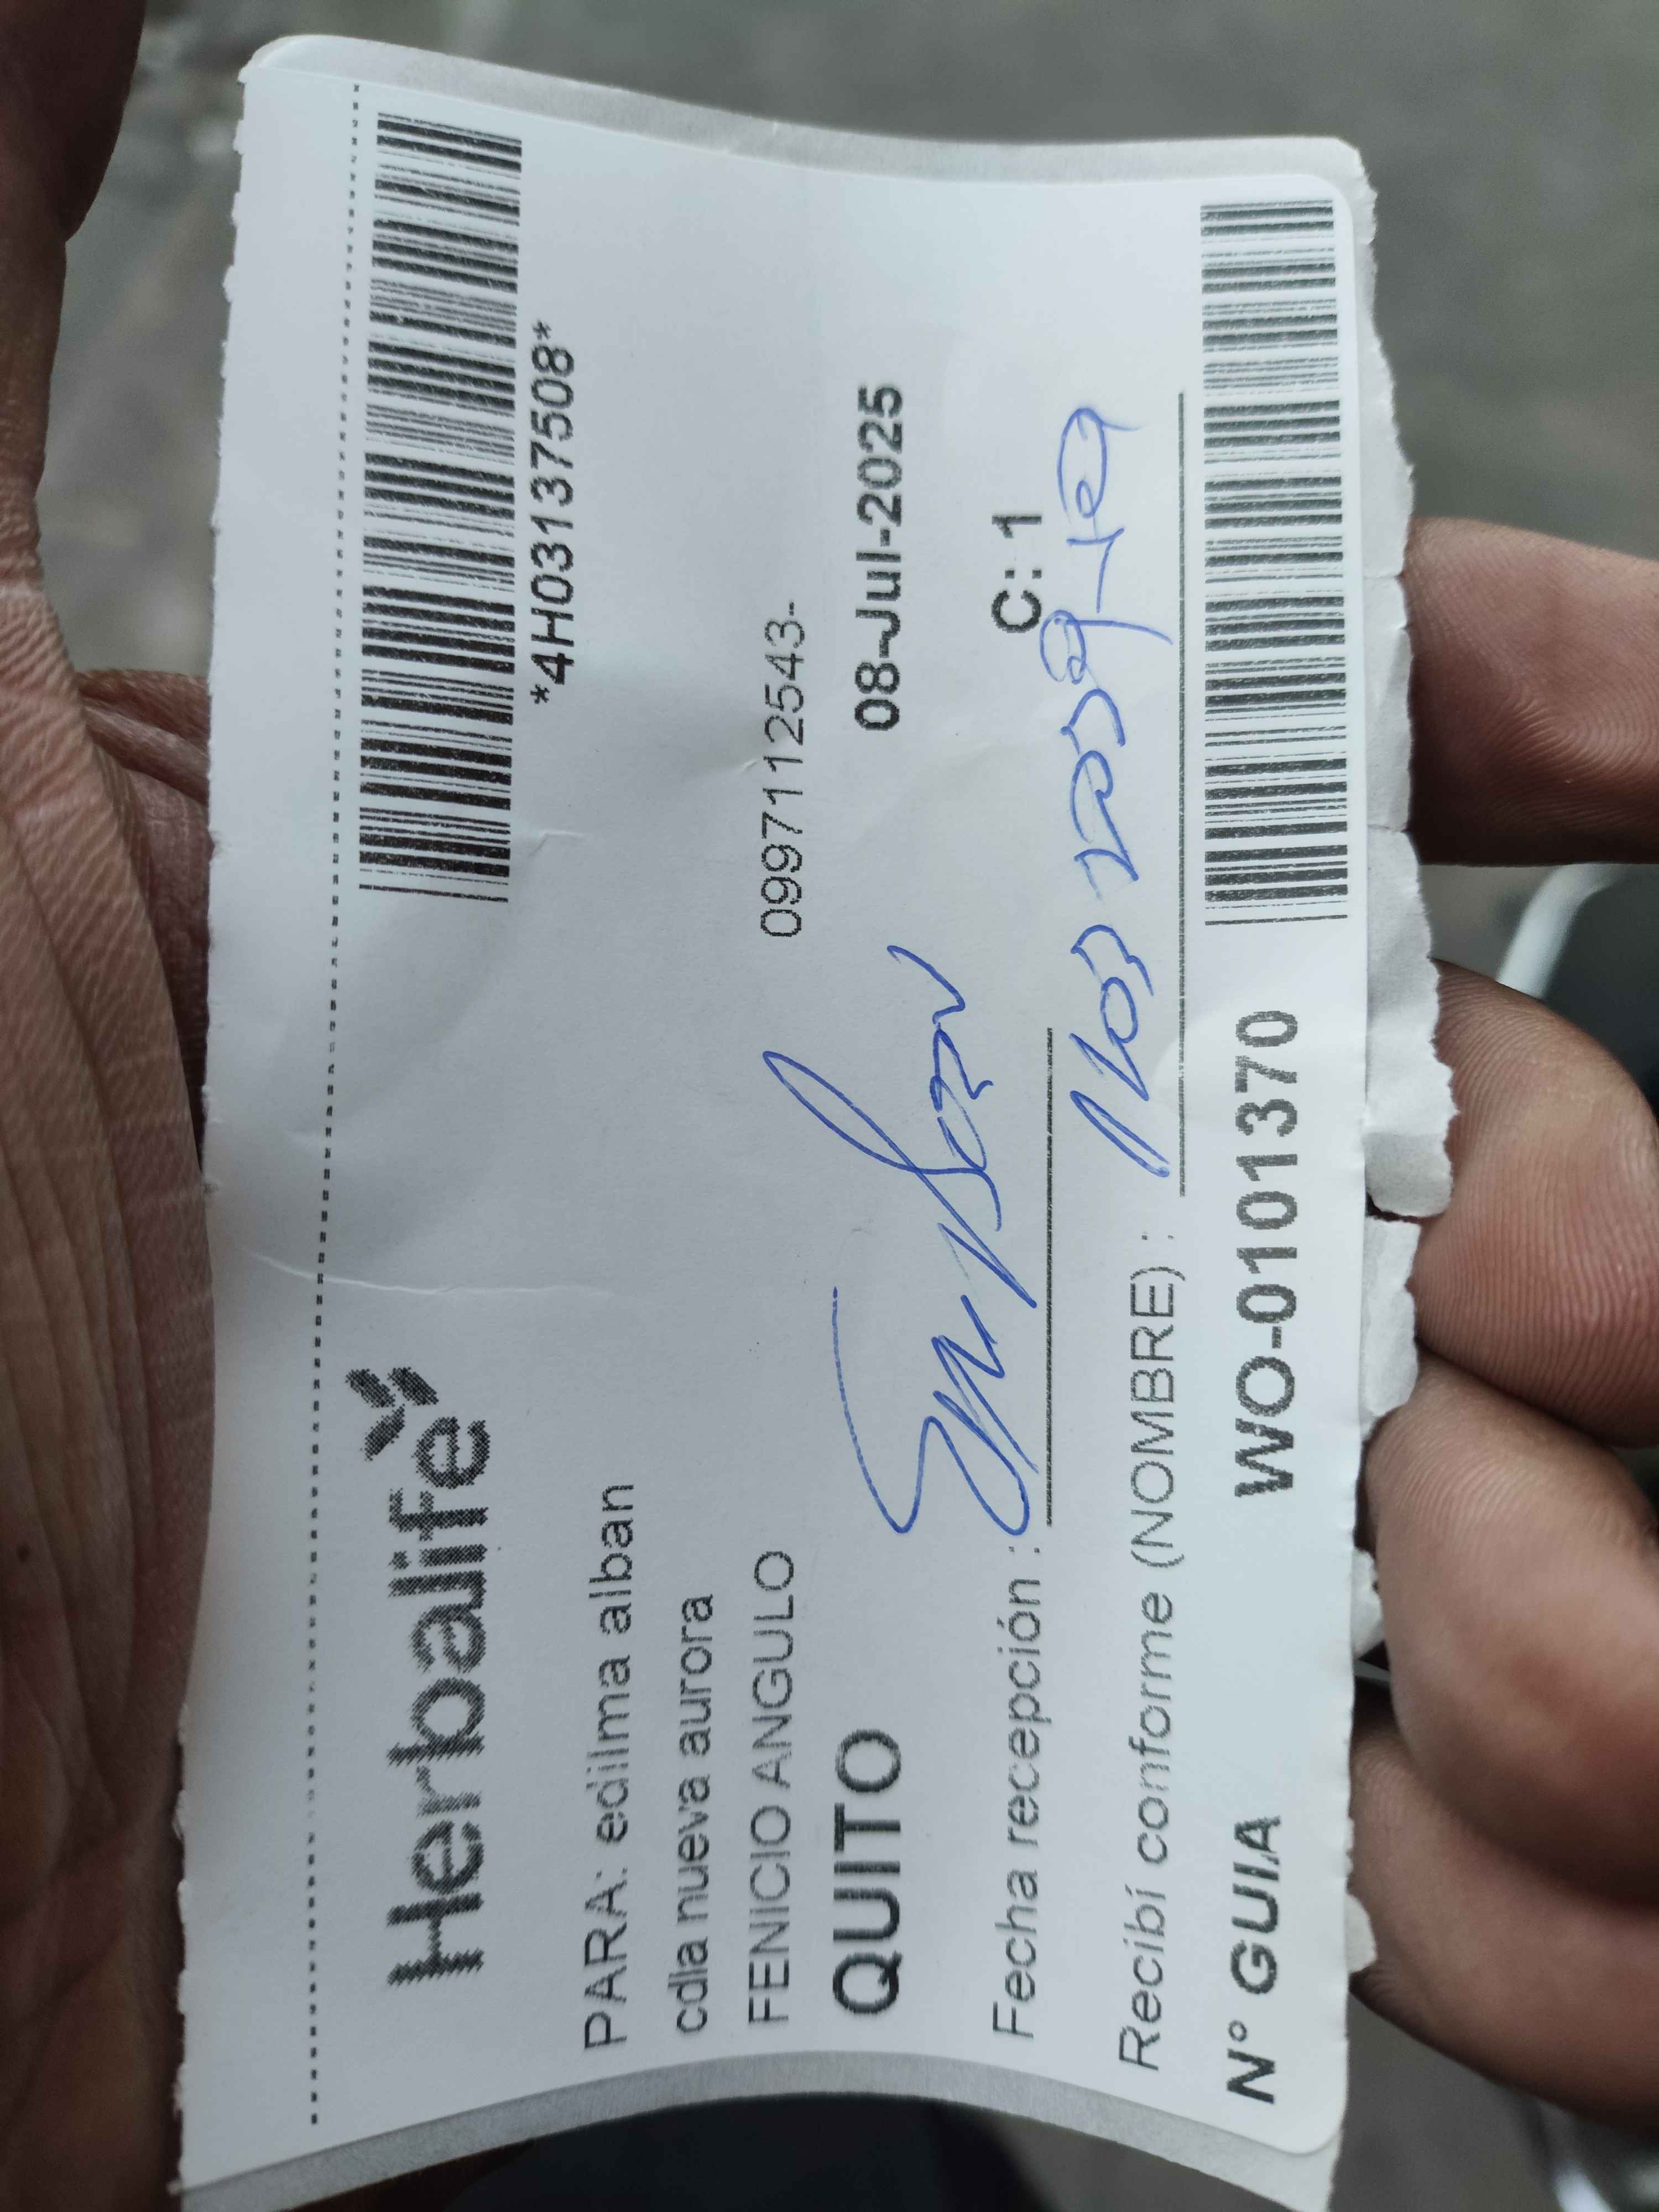 Herbalife
*4H03137508*
PARA: edilma alban
cdla nueva aurora
FENICIO ANGULO 0997112543-
QUITO 08-Jul-2025
Fecha recepción : C: 1
Recibí conforme (NOMBRE) :
N° GUIA WO-0101370